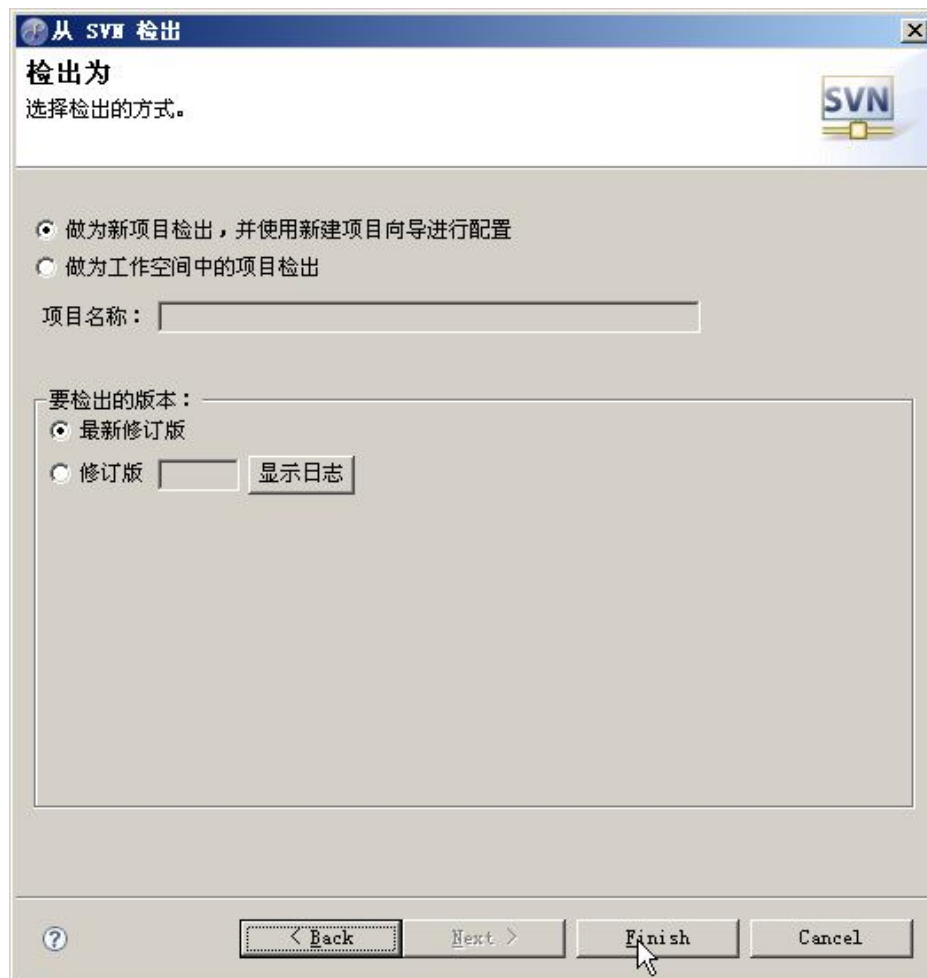 从 SVN 检出
检出为
选择检出的方式。
SVN
做为新项目检出，并使用新建项目向导进行配置
做为工作空间中的项目检出
项目名称：
要检出的版本：
最新修订版
修订版 显示日志
? < Back Next > Finish Cancel